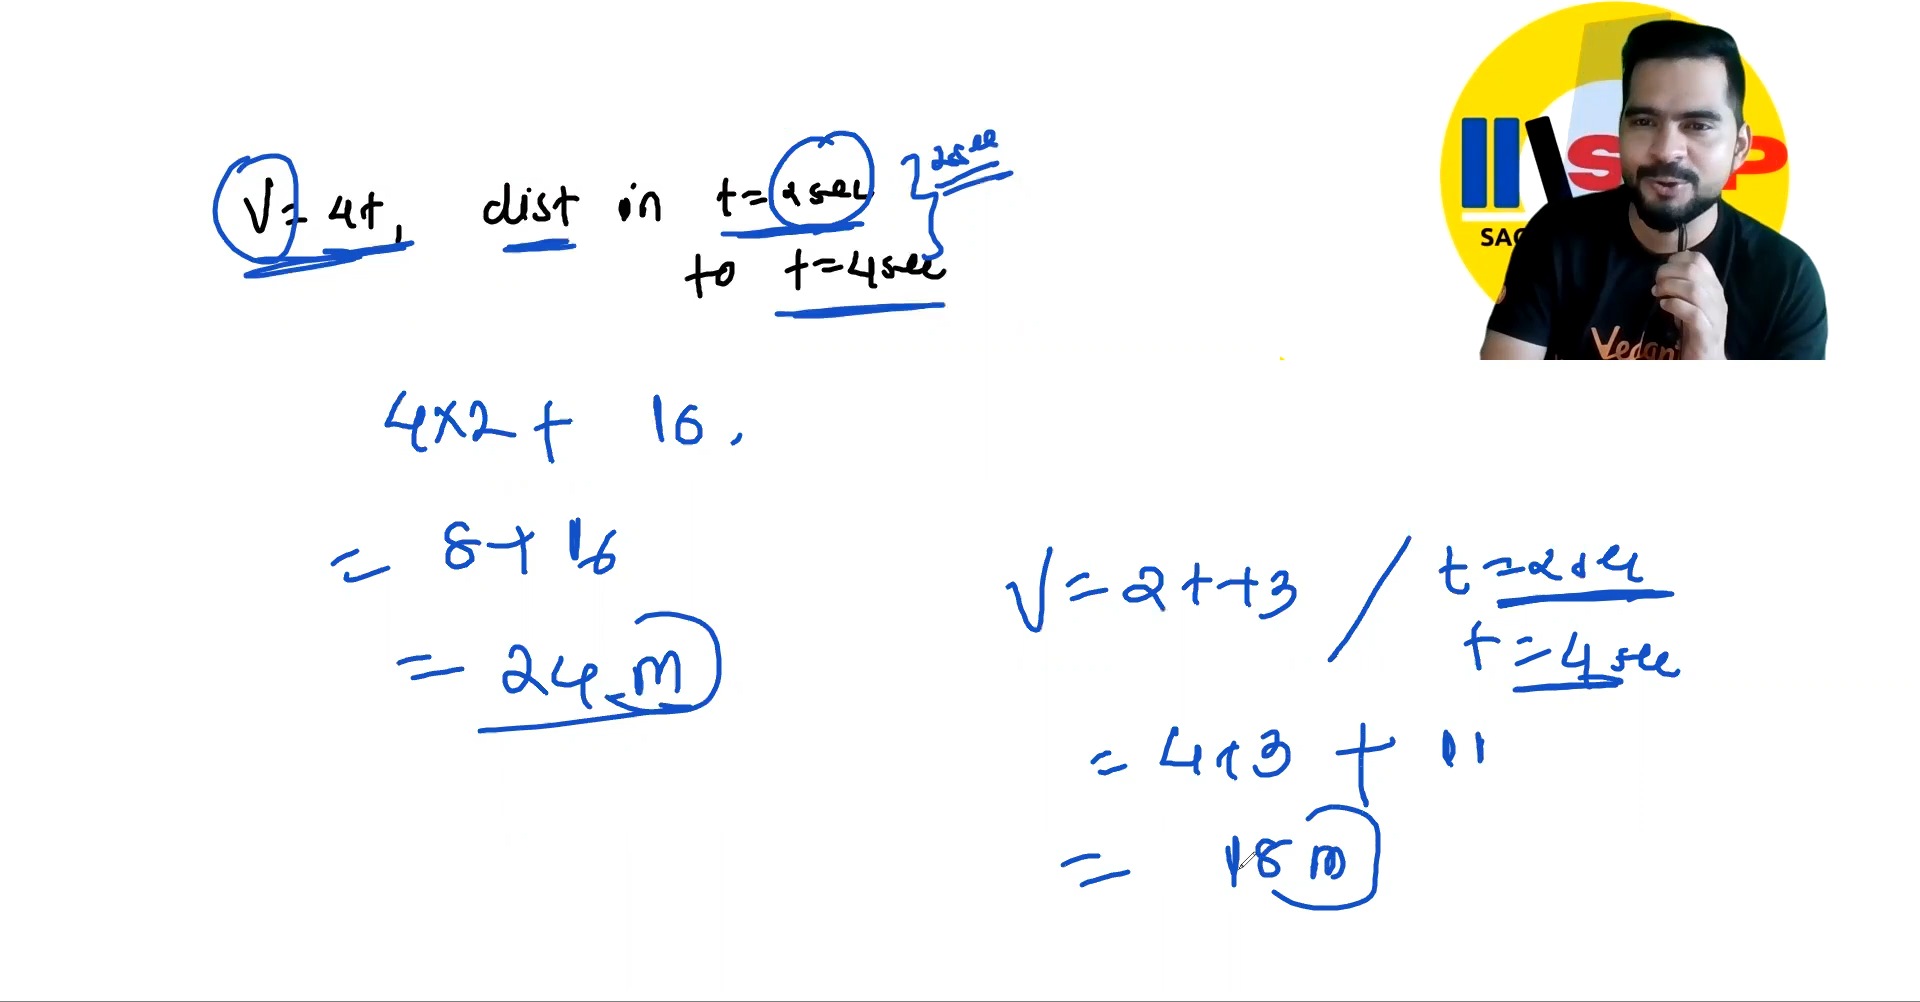 V = 4t, dist in t = 2 sec } 2 sec
to t = 4 sec
4×2 + 16,
= 8 + 16
= 24 m
V = 2t+3 / t = 2 sec
t = 4 sec
= 4+3 + 11
= 18 m
Vedan